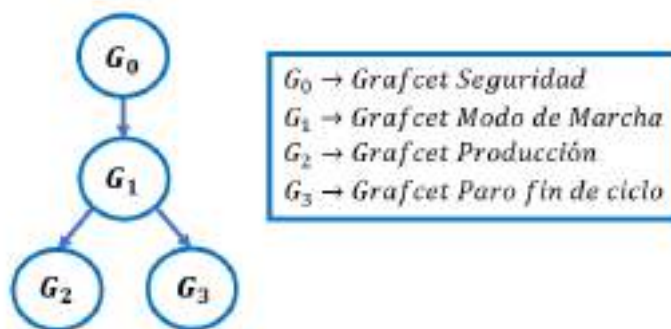 G₀
G₁
G₂
G₃
G₀ → Grafcet Seguridad
G₁ → Grafcet Modo de Marcha
G₂ → Grafcet Producción
G₃ → Grafcet Paro fin de ciclo